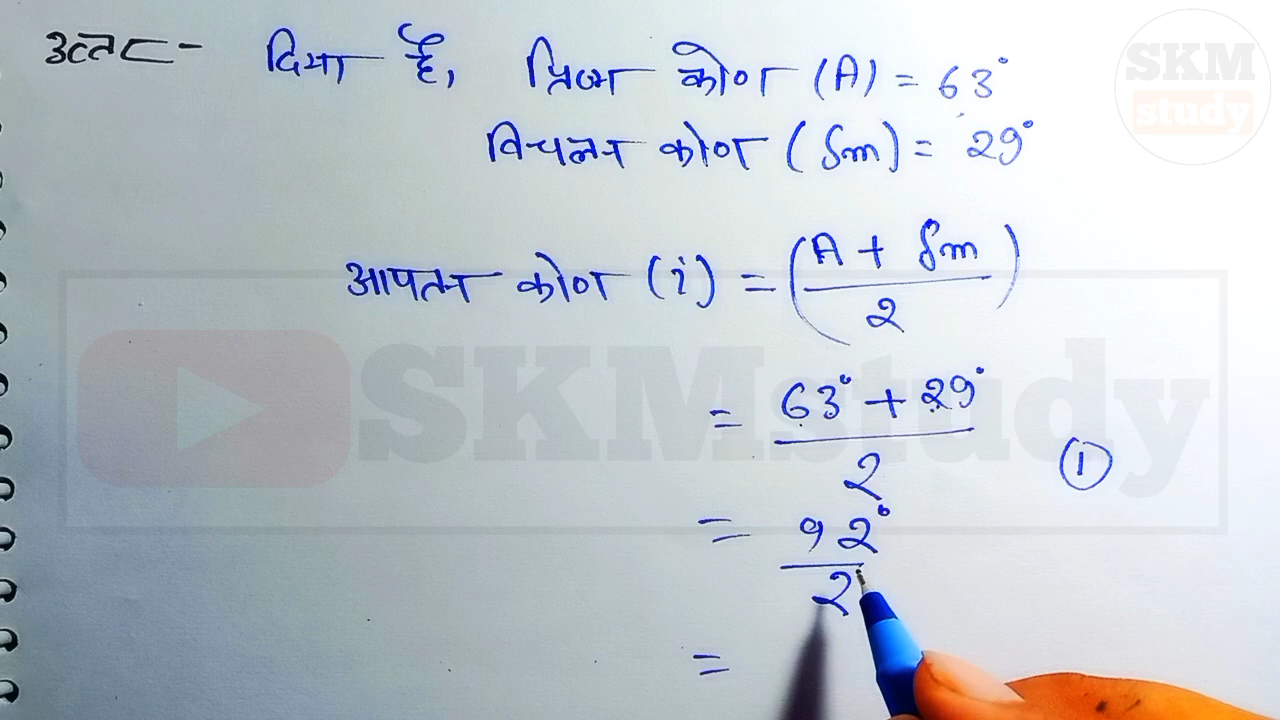 उत्तर - दिया है, प्रिज्म कोण (A) = 63°
SKM
study
विचलन कोण (δm) = 29°
आपतन कोण (i) = (A + δm / 2)
SKMstudy
= 63° + 29° / 2
①
= 92° / 2
=